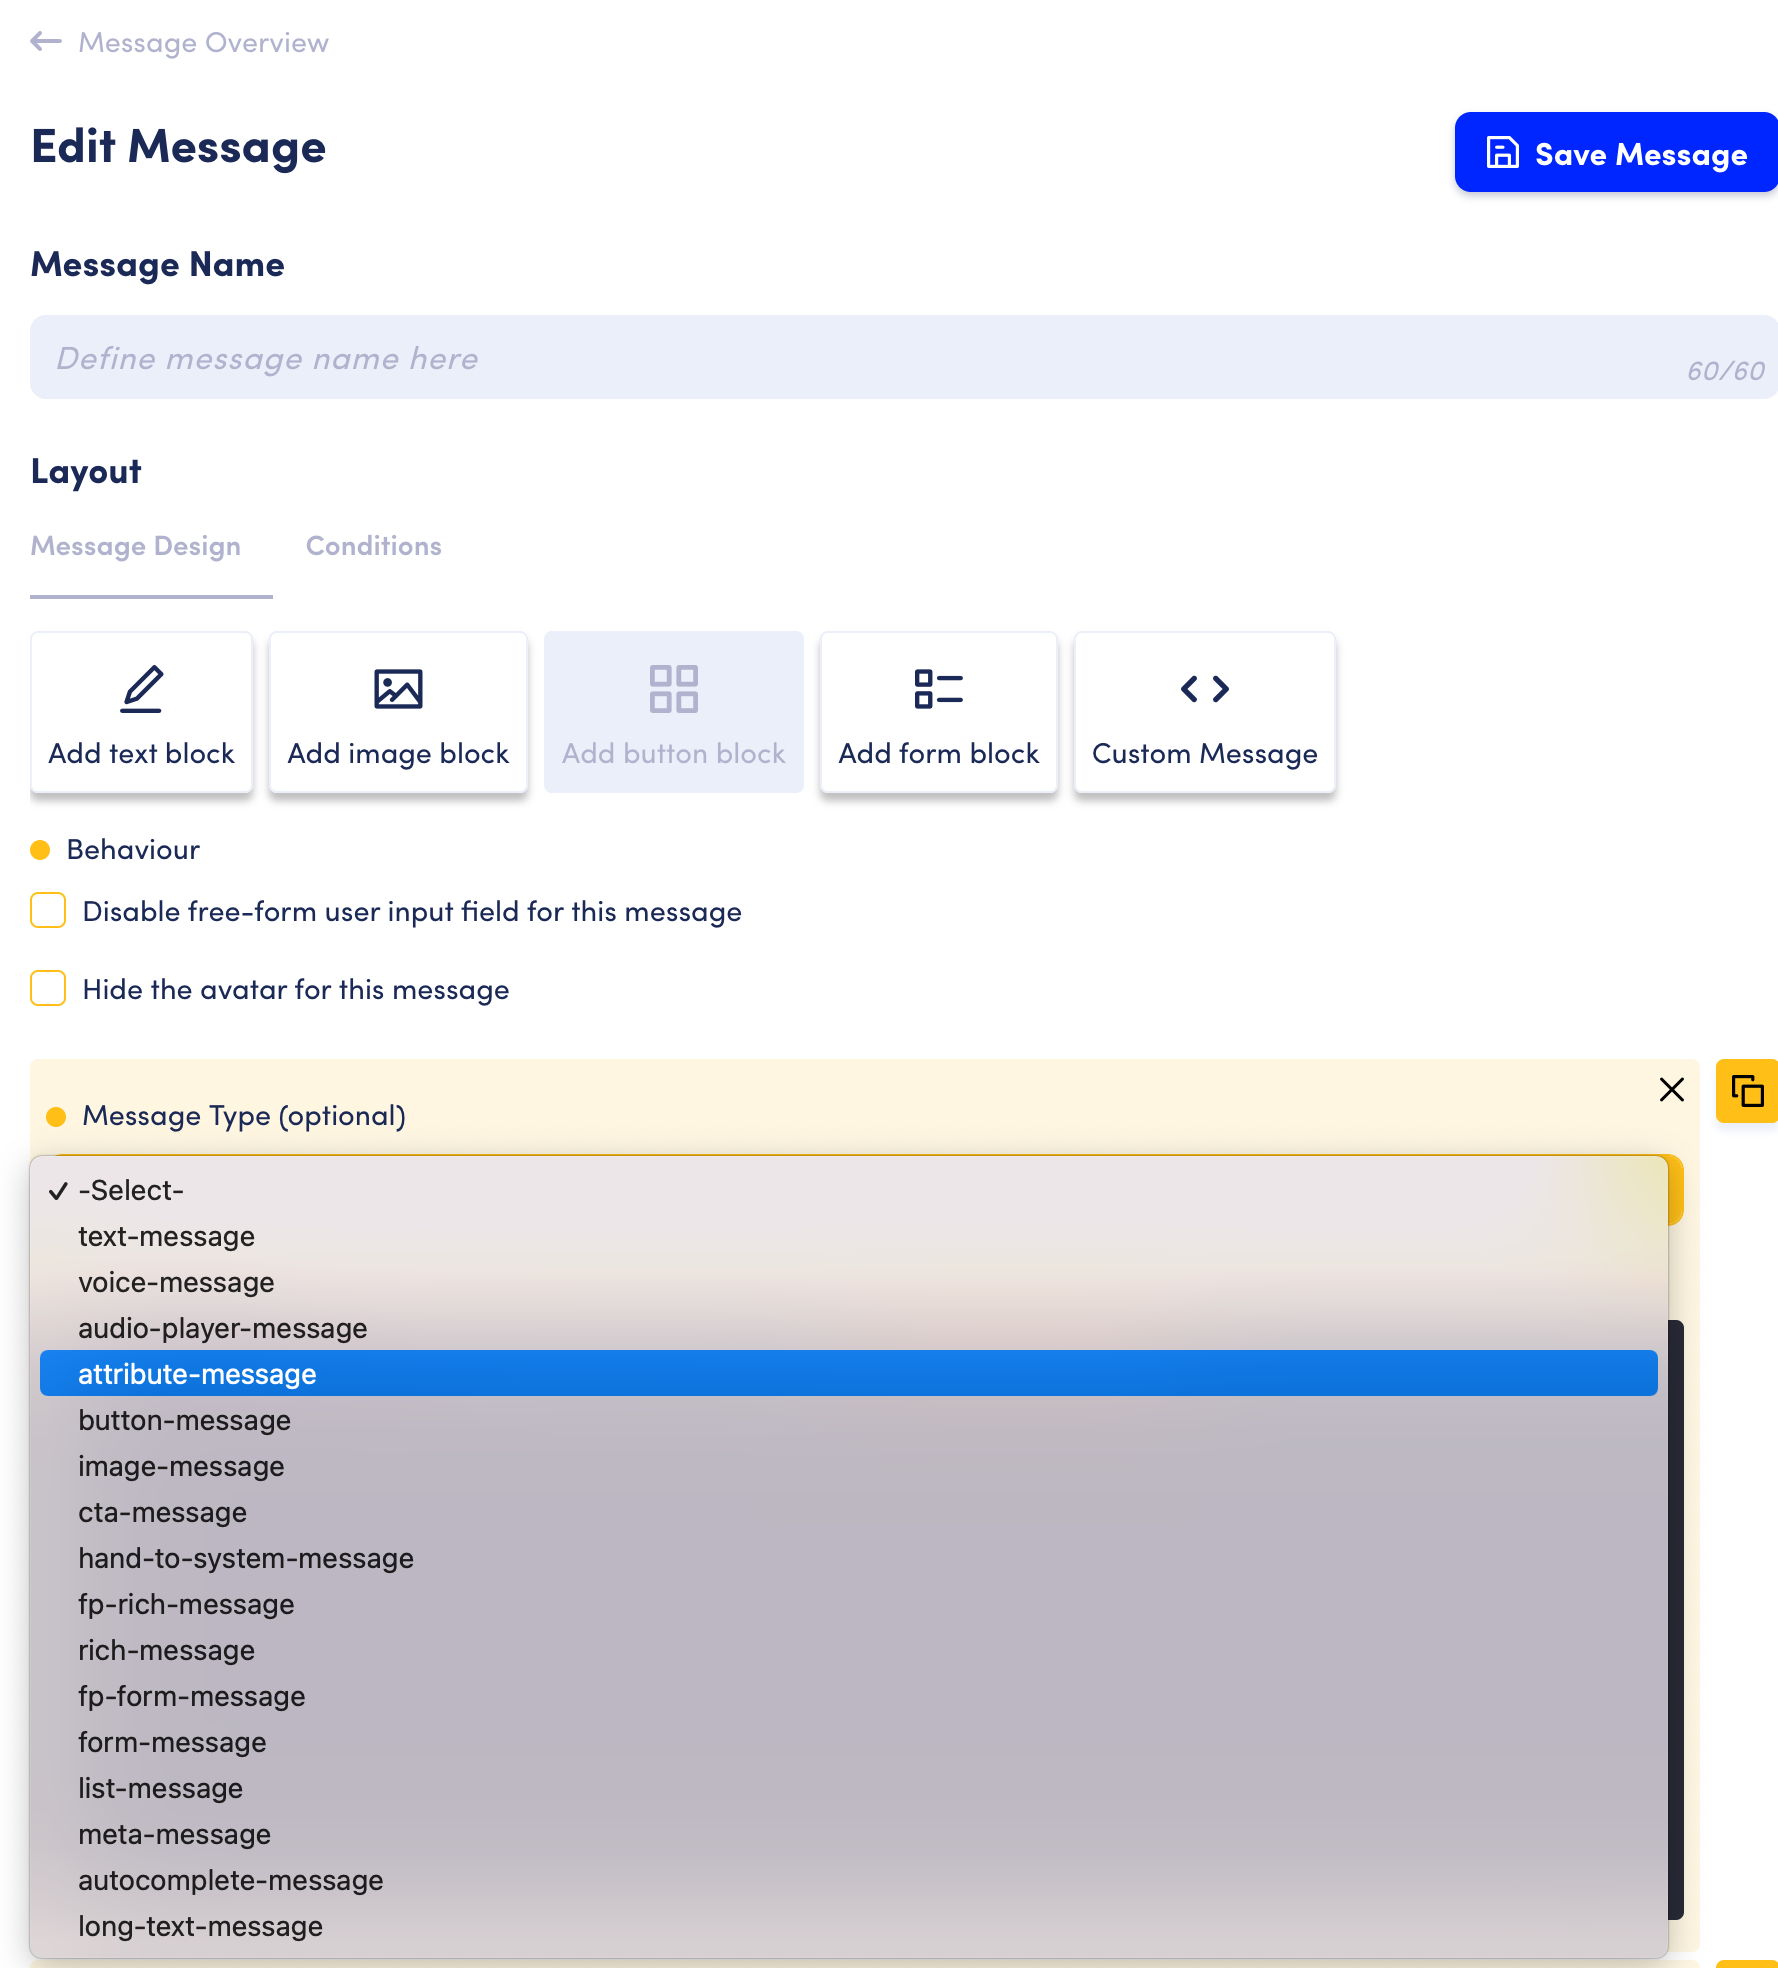 Message Overview
Edit Message
Save Message
Message Name
Define message name here
60/60
Layout
Message Design Conditions
Add text block Add image block Add button block Add form block Custom Message
Behaviour
Disable free-form user input field for this message
Hide the avatar for this message
Message Type (optional)
-Select-
text-message
voice-message
audio-player-message
attribute-message
button-message
image-message
cta-message
hand-to-system-message
fp-rich-message
rich-message
fp-form-message
form-message
list-message
meta-message
autocomplete-message
long-text-message